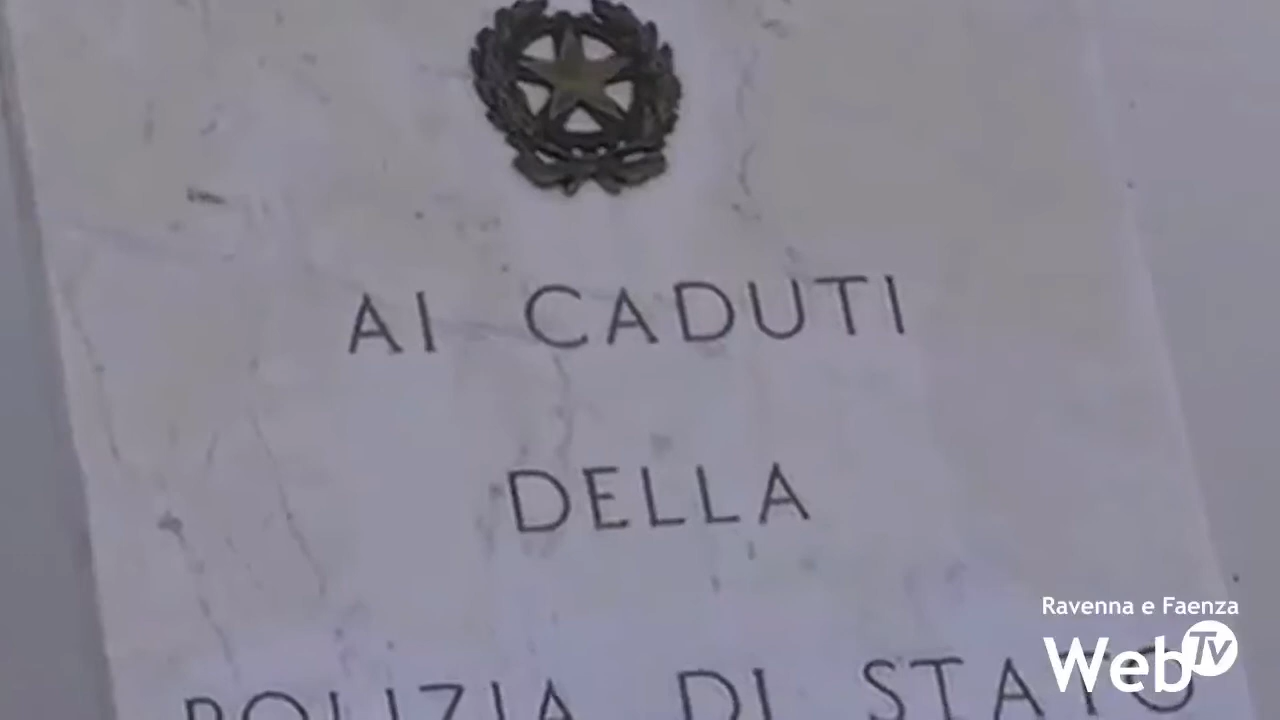 AI CADUTI
DELLA
POLIZIA DI STATO
Ravenna e Faenza
Web Tv